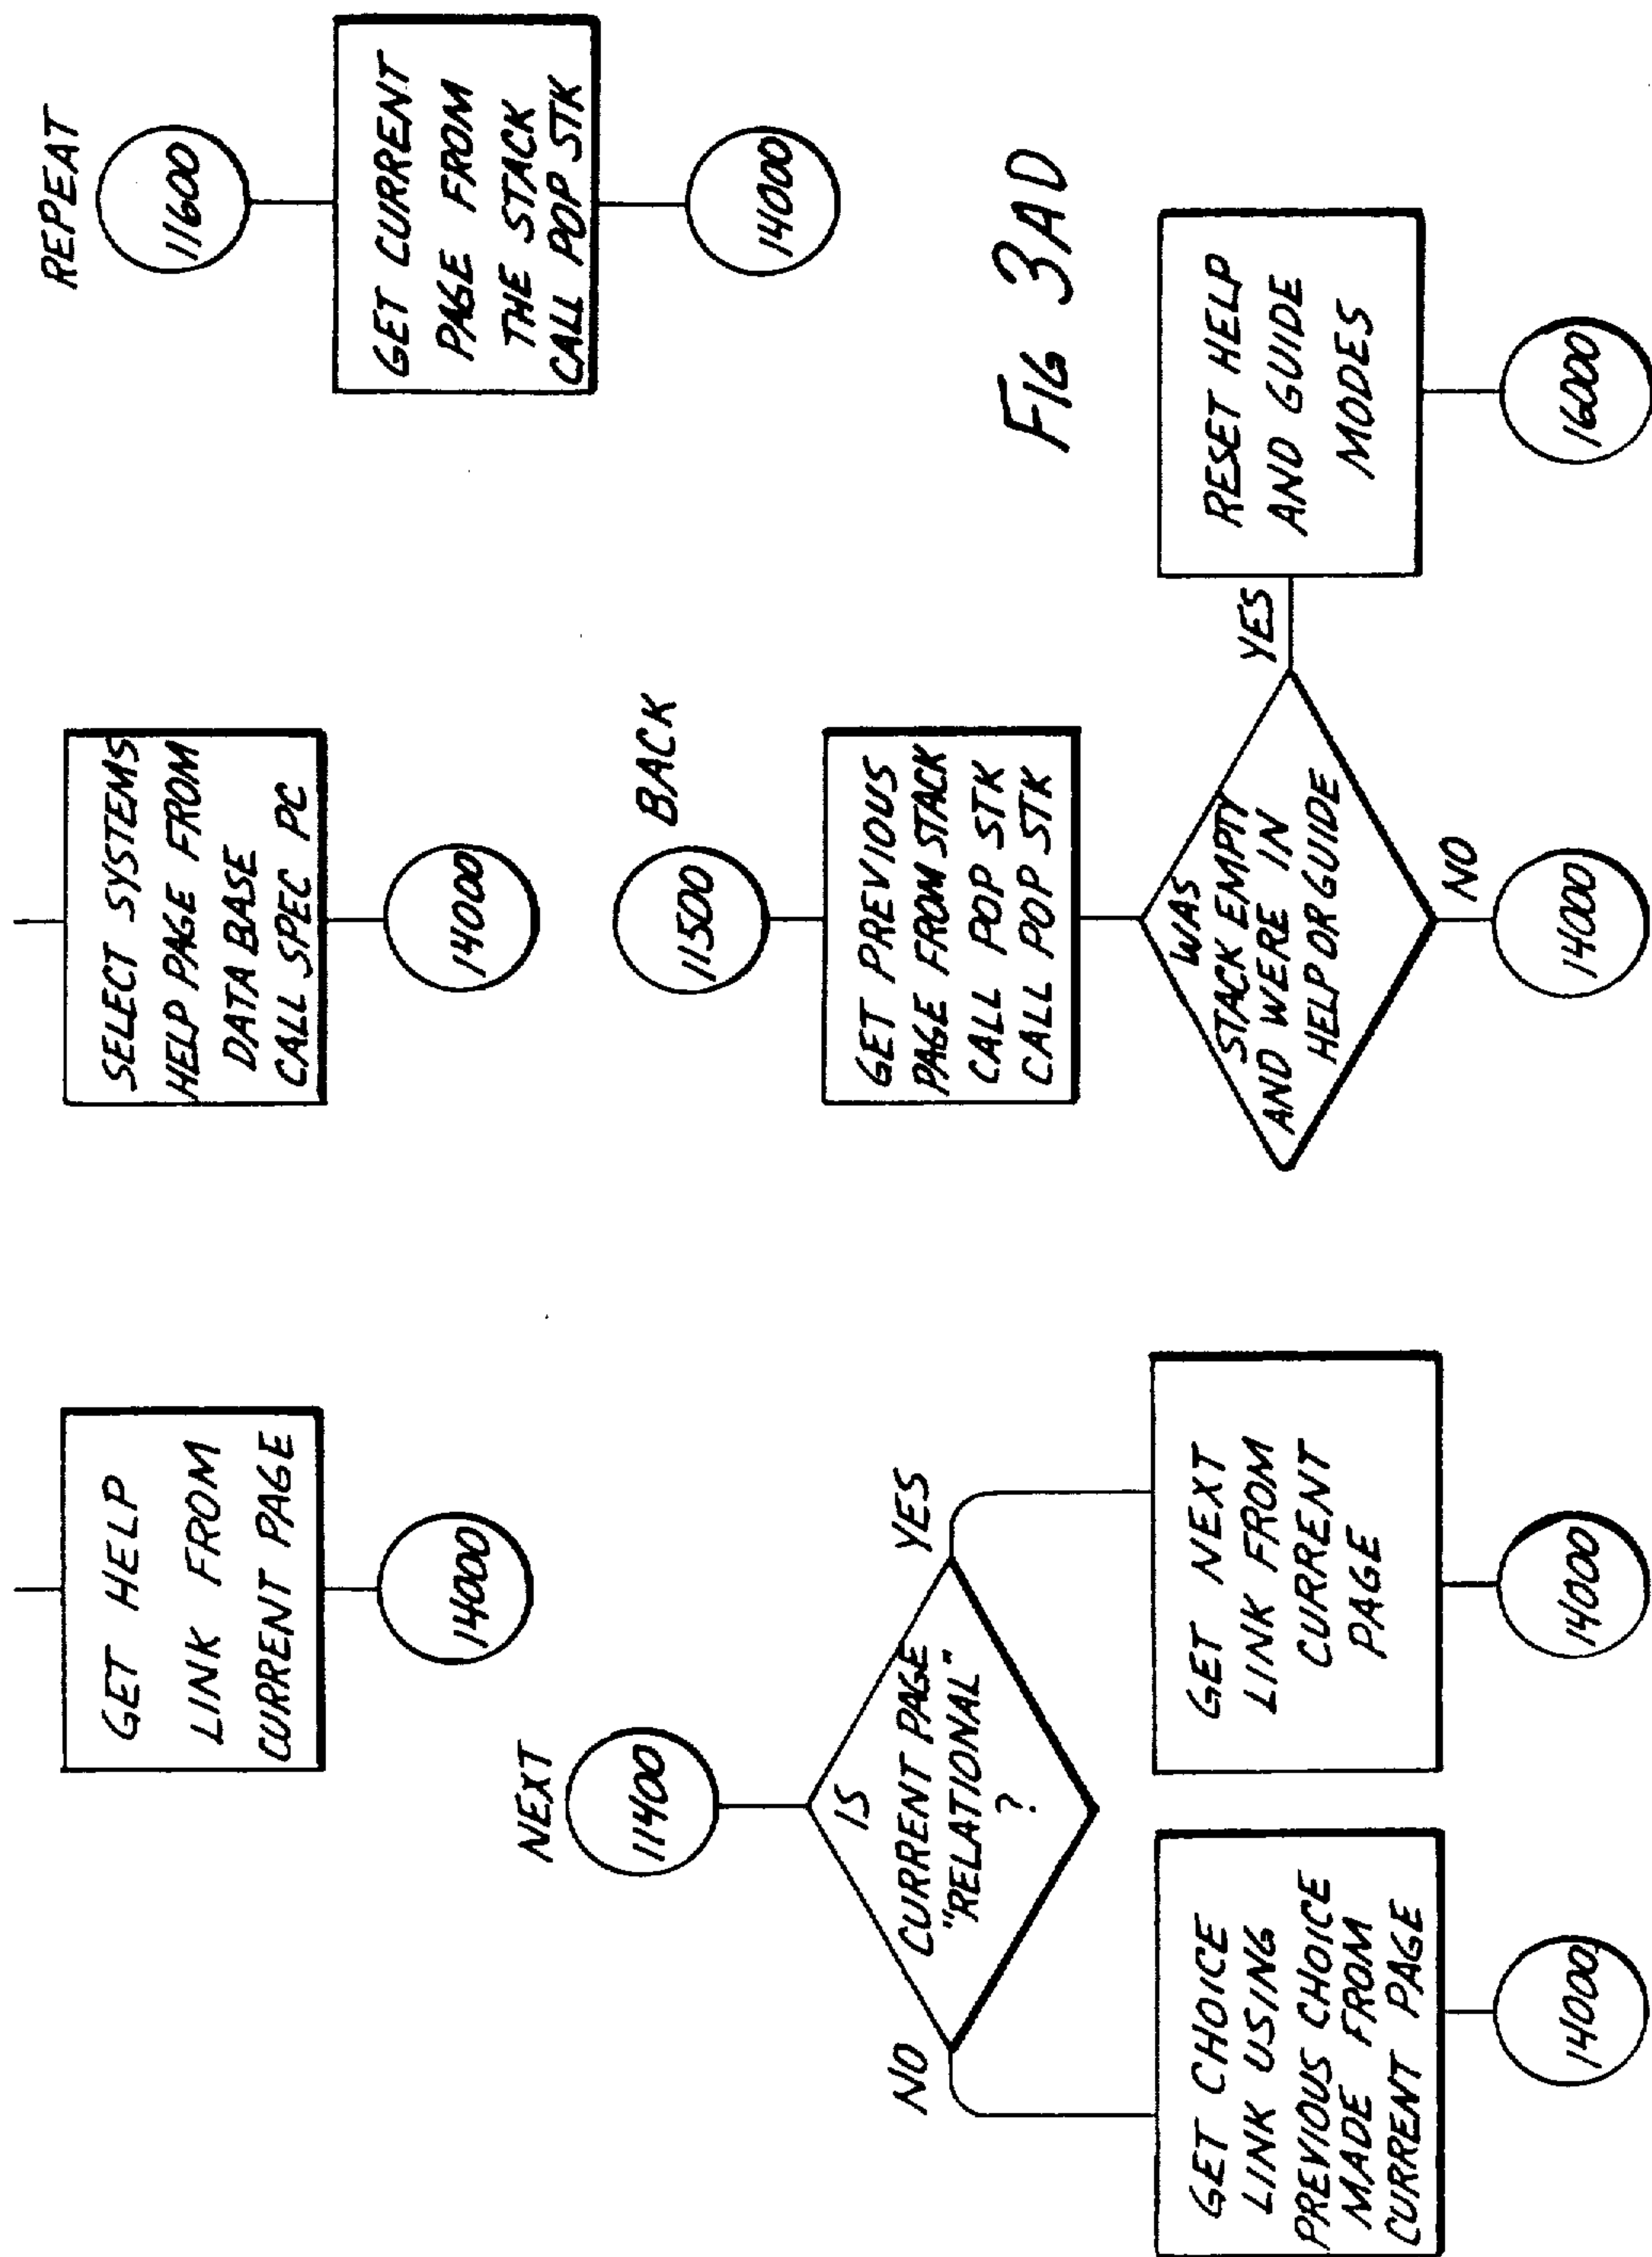 GET HELP
LINK FROM
CURRENT PAGE
14000
SELECT SYSTEMS
HELP PAGE FROM
DATA BASE
CALL SPEC PC
14000
REPEAT
11600
GET CURRENT
PAGE FROM
THE STACK
CALL POP STK
14000
NEXT
11400
IS
CURRENT PAGE
"RELATIONAL"
?
NO
YES
GET CHOICE
LINK USING
PREVIOUS CHOICE
MADE FROM
CURRENT PAGE
14000
GET NEXT
LINK FROM
CURRENT
PAGE
14000
BACK
11500
GET PREVIOUS
PAGE FROM STACK
CALL POP STK
CALL POP STK
WAS
STACK EMPTY
AND WERE IN
HELP OR GUIDE
YES
NO
14000
RESET HELP
AND GUIDE
MODES
16000
FIG 3AD